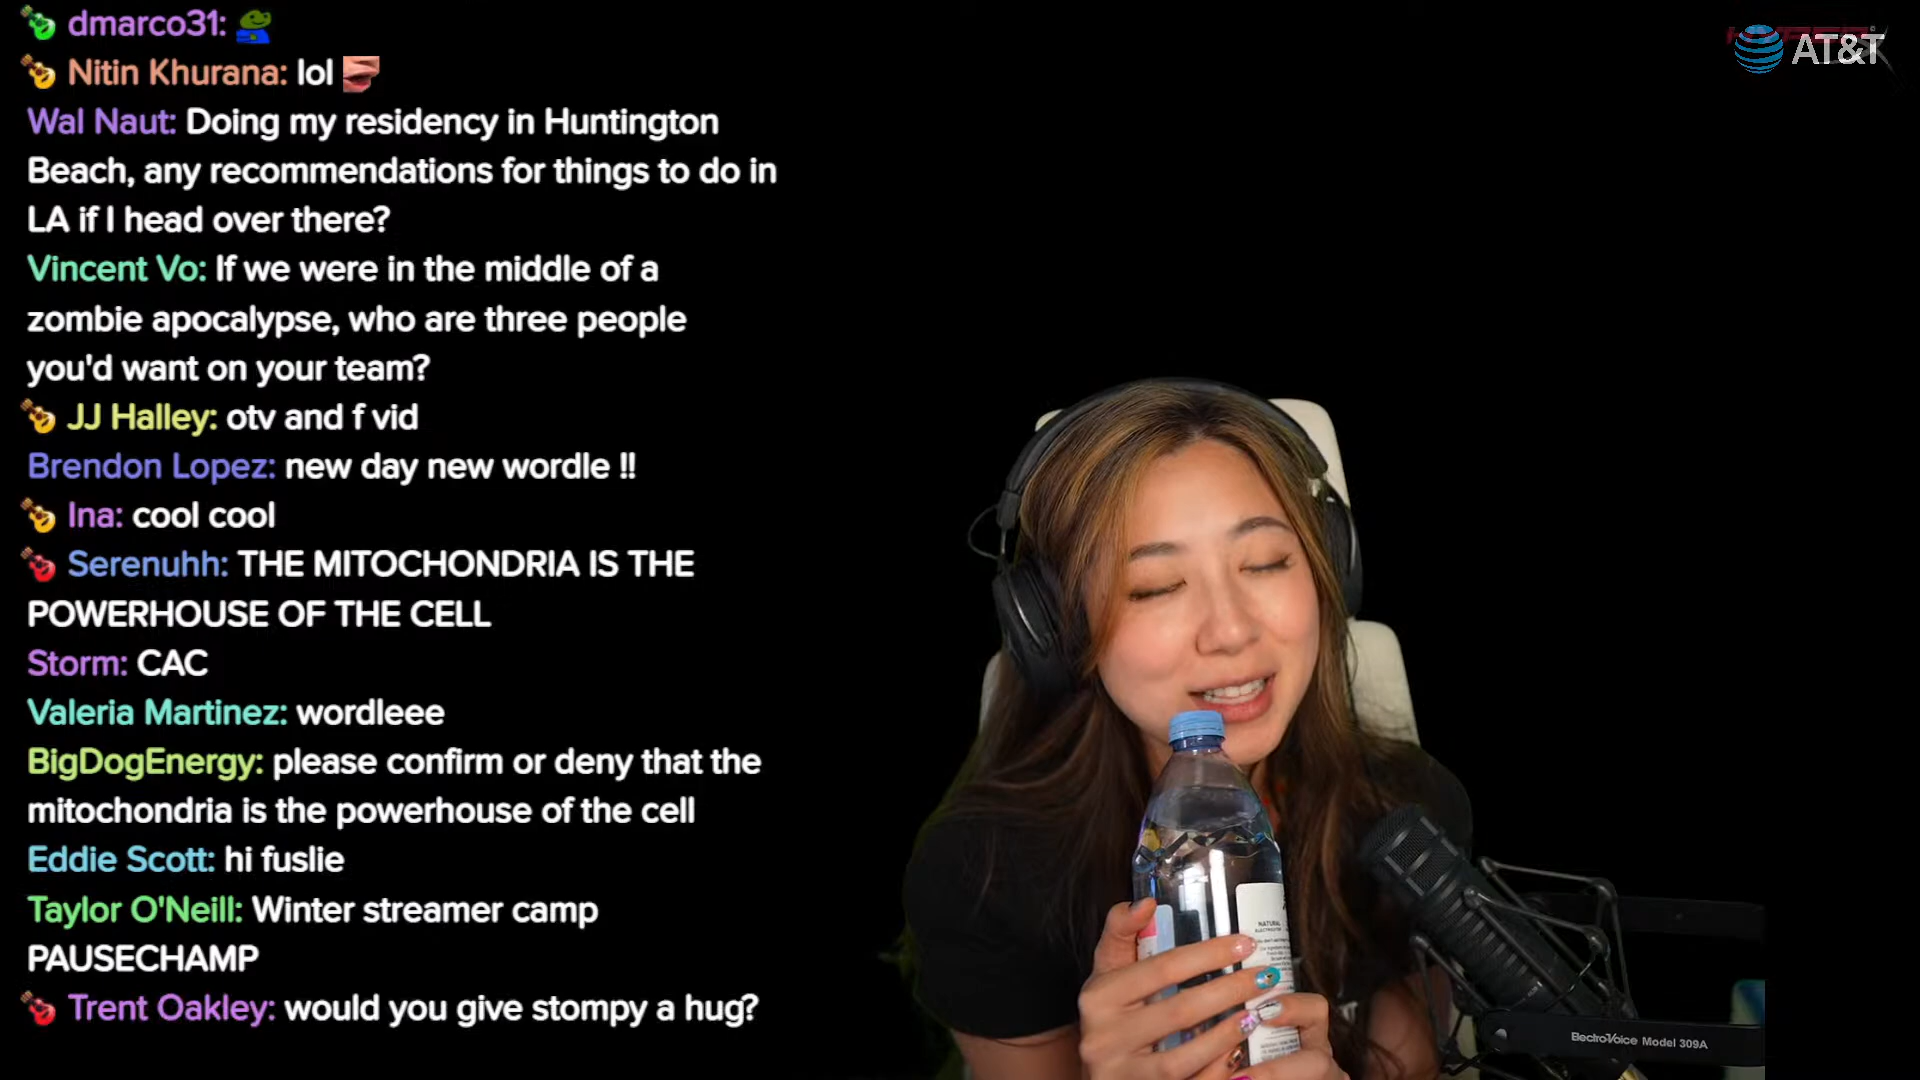 dmarco31:
Nitin Khurana: lol
Wal Naut: Doing my residency in Huntington
Beach, any recommendations for things to do in
LA if I head over there?
Vincent Vo: If we were in the middle of a
zombie apocalypse, who are three people
you'd want on your team?
JJ Halley: otv and f vid
Brendon Lopez: new day new wordle !!
Ina: cool cool
Serenuhh: THE MITOCHONDRIA IS THE
POWERHOUSE OF THE CELL
Storm: CAC
Valeria Martinez: wordleee
BigDogEnergy: please confirm or deny that the
mitochondria is the powerhouse of the cell
Eddie Scott: hi fuslie
Taylor O'Neill: Winter streamer camp
PAUSECHAMP
Trent Oakley: would you give stompy a hug?
AT&T
NATURAL
ElectroVoice Model 309A